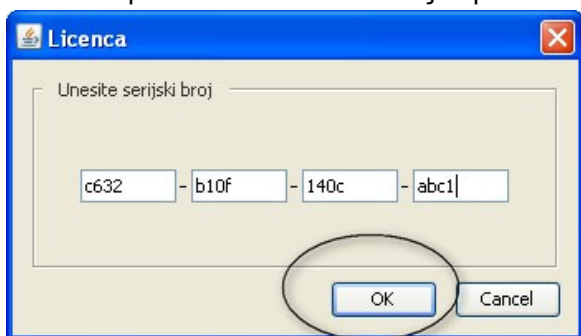 Licenca
Unesite serijski broj
c632 - b10f - 140c - abc1
OK Cancel